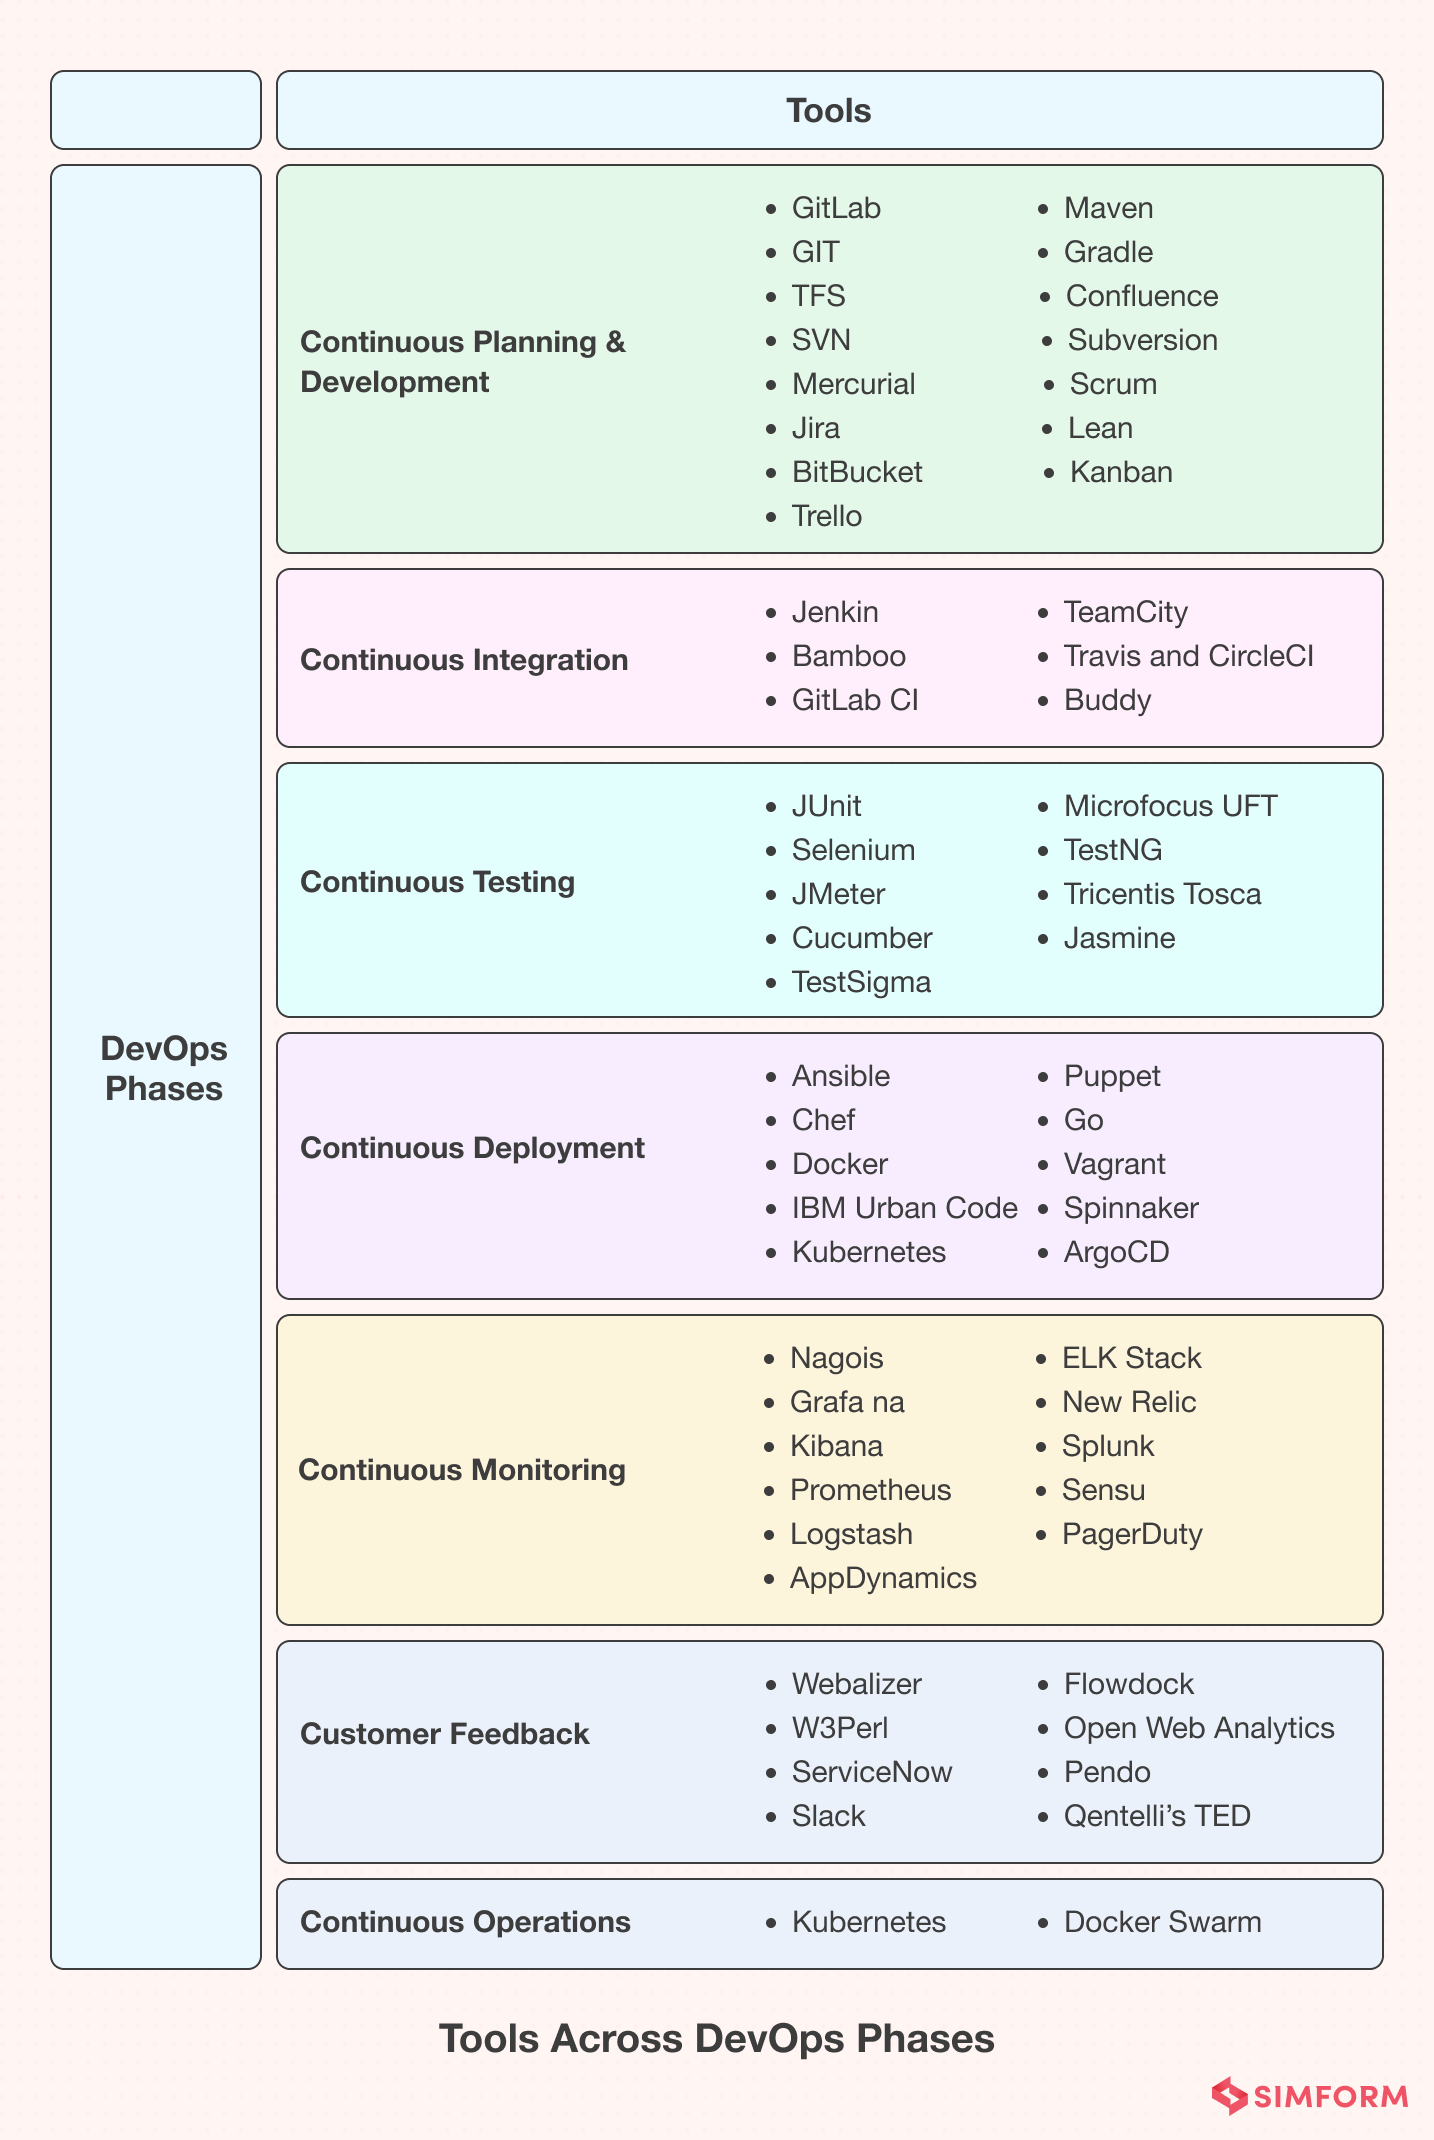 Tools
DevOps
Phases
Continuous Planning &
Development
GitLab
GIT
TFS
SVN
Mercurial
Jira
BitBucket
Trello
Maven
Gradle
Confluence
Subversion
Scrum
Lean
Kanban
Continuous Integration
Jenkin
Bamboo
GitLab CI
TeamCity
Travis and CircleCI
Buddy
Continuous Testing
JUnit
Selenium
JMeter
Cucumber
TestSigma
Microfocus UFT
TestNG
Tricentis Tosca
Jasmine
Continuous Deployment
Ansible
Chef
Docker
IBM Urban Code
Kubernetes
Puppet
Go
Vagrant
Spinnaker
ArgoCD
Continuous Monitoring
Nagois
Grafa na
Kibana
Prometheus
Logstash
AppDynamics
ELK Stack
New Relic
Splunk
Sensu
PagerDuty
Customer Feedback
Webalizer
W3Perl
ServiceNow
Slack
Flowdock
Open Web Analytics
Pendo
Qentelli’s TED
Continuous Operations
Kubernetes
Docker Swarm
Tools Across DevOps Phases
SIMFORM